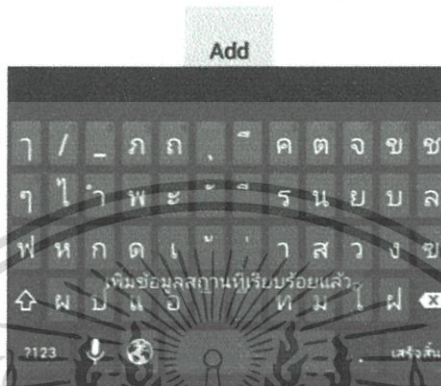 Add
ๅ / _ ภ ถ ุ ึ ค ต จ ข ช
ๆ ไ ำ พ ะ ั ี ร น ย บ ล
ฟ ห ก ด เ ้ ่ า ส ว ง ฃ
เพิ่มข้อมูลสถานที่เรียบร้อยแล้ว
ผ ป แ อ ท ม ใ ฝ
?123 . เสร็จสิ้น